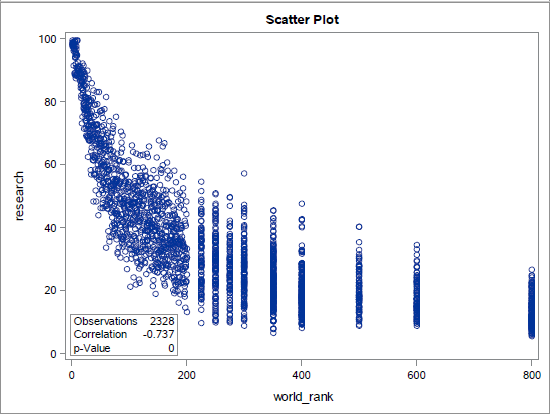 Scatter Plot
100
80
60
40
20
0
research
Observations 2328
Correlation -0.737
p-Value 0
0 200 400 600 800
world_rank